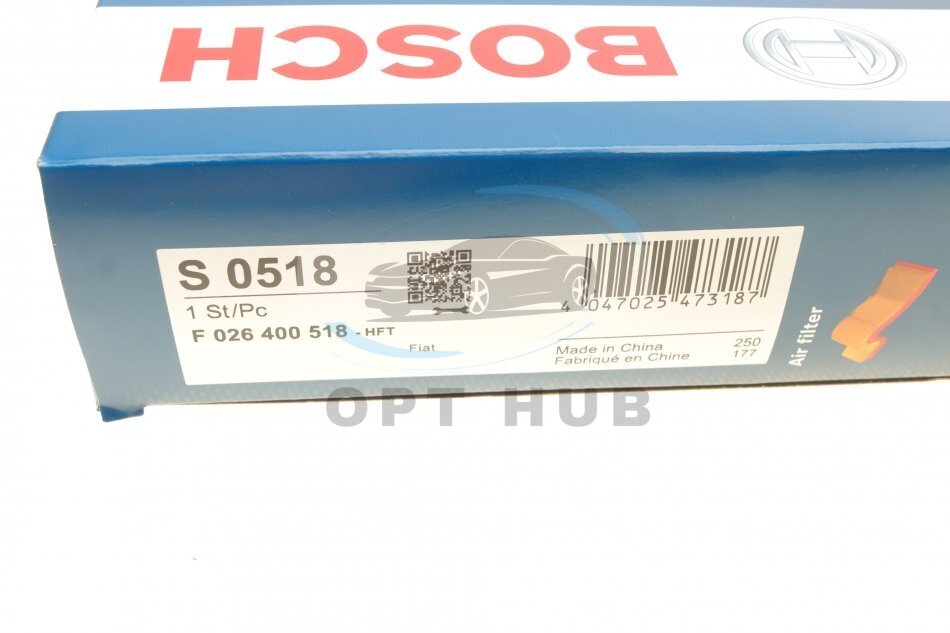 BOSCH
S 0518
1 St/Pc
F 026 400 518 - HFT
Fiat
4 047025 473187
Made in China
Fabriqué en Chine
250
177
Air filter
OPT HUB